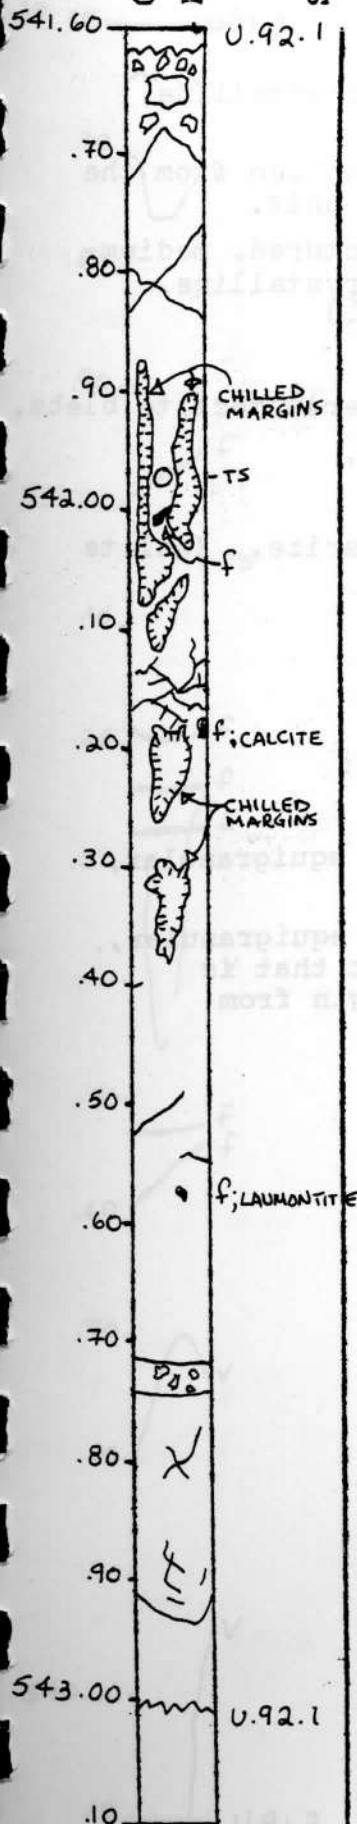 541.60 U.92.1
.70
.80
.90
CHILLED
MARGINS
TS
542.00
f
.10
.20
f; CALCITE
CHILLED
MARGINS
.30
.40
.50
f; LAUMONTITE
.60
.70
.80
.90
543.00
U.92.1
.10